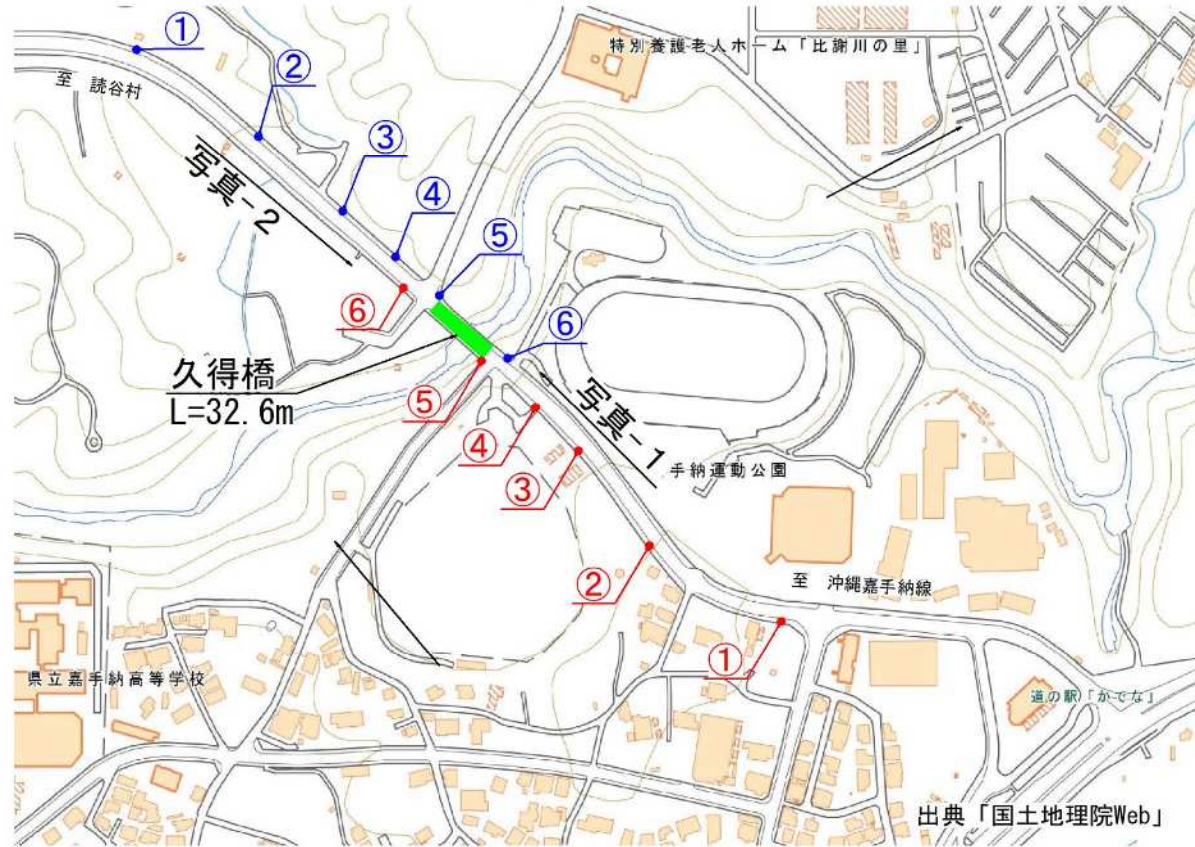 ①
特別養護老人ホーム「比謝川の里」
②
至 読谷村
③
写真-2
④
⑤
⑥
⑥
久得橋
L=32.6m
⑤
写真-1
④
手納運動公園
③
②
至 沖縄嘉手納線
①
県立嘉手納高等学校
道の駅「かでな」
出典「国土地理院Web」